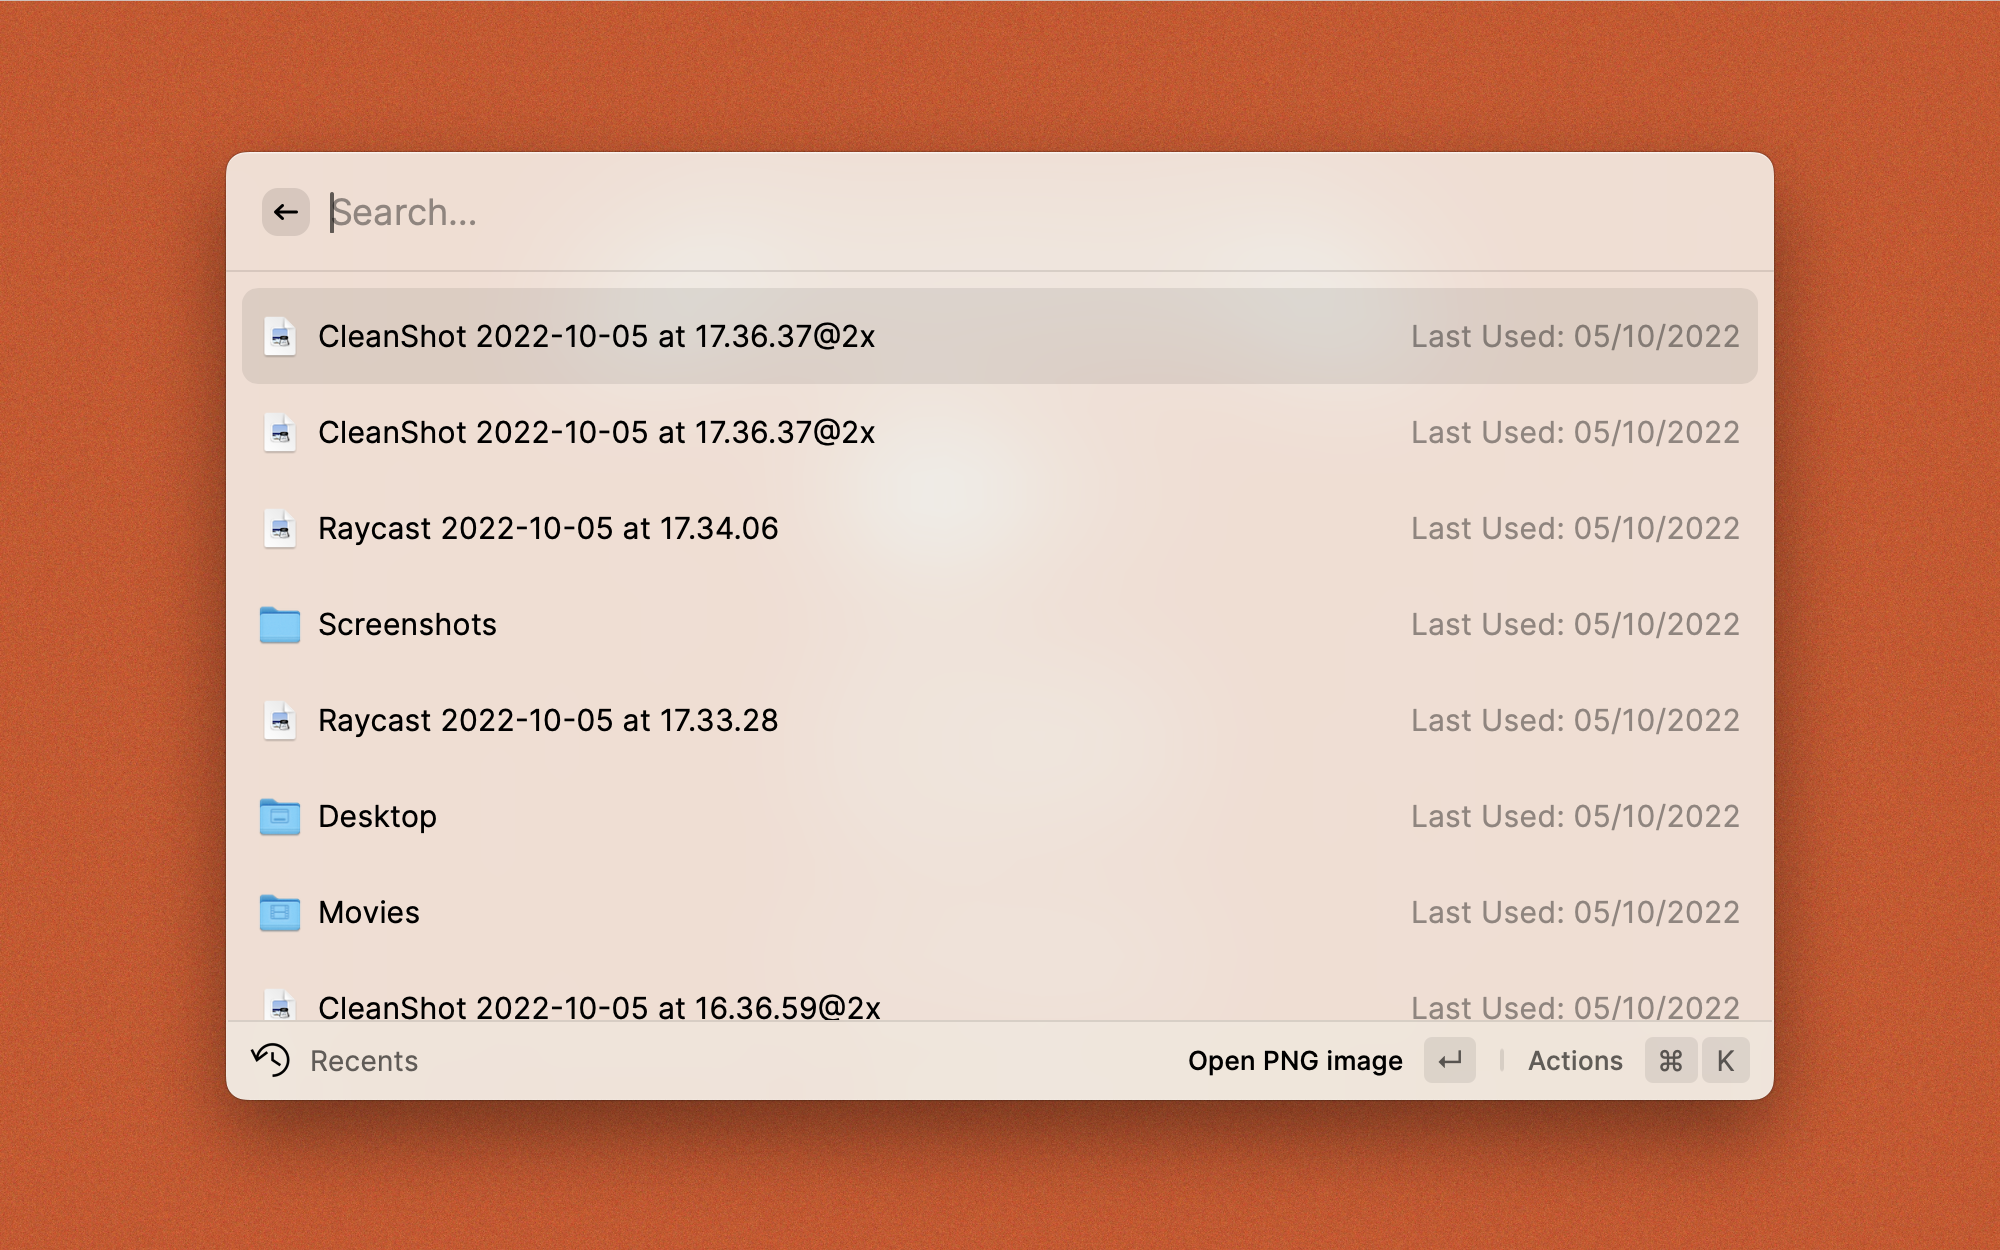 Search...
CleanShot 2022-10-05 at 17.36.37@2x Last Used: 05/10/2022
CleanShot 2022-10-05 at 17.36.37@2x Last Used: 05/10/2022
Raycast 2022-10-05 at 17.34.06 Last Used: 05/10/2022
Screenshots Last Used: 05/10/2022
Raycast 2022-10-05 at 17.33.28 Last Used: 05/10/2022
Desktop Last Used: 05/10/2022
Movies Last Used: 05/10/2022
CleanShot 2022-10-05 at 16.36.59@2x Last Used: 05/10/2022
Recents Open PNG image ↵ Actions ⌘ K